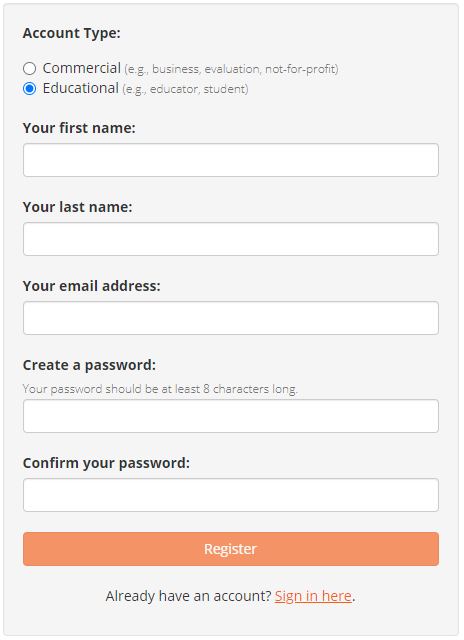 Account Type:
Commercial (e.g., business, evaluation, not-for-profit)
Educational (e.g., educator, student)
Your first name:
Your last name:
Your email address:
Create a password:
Your password should be at least 8 characters long.
Confirm your password:
Register
Already have an account? Sign in here.